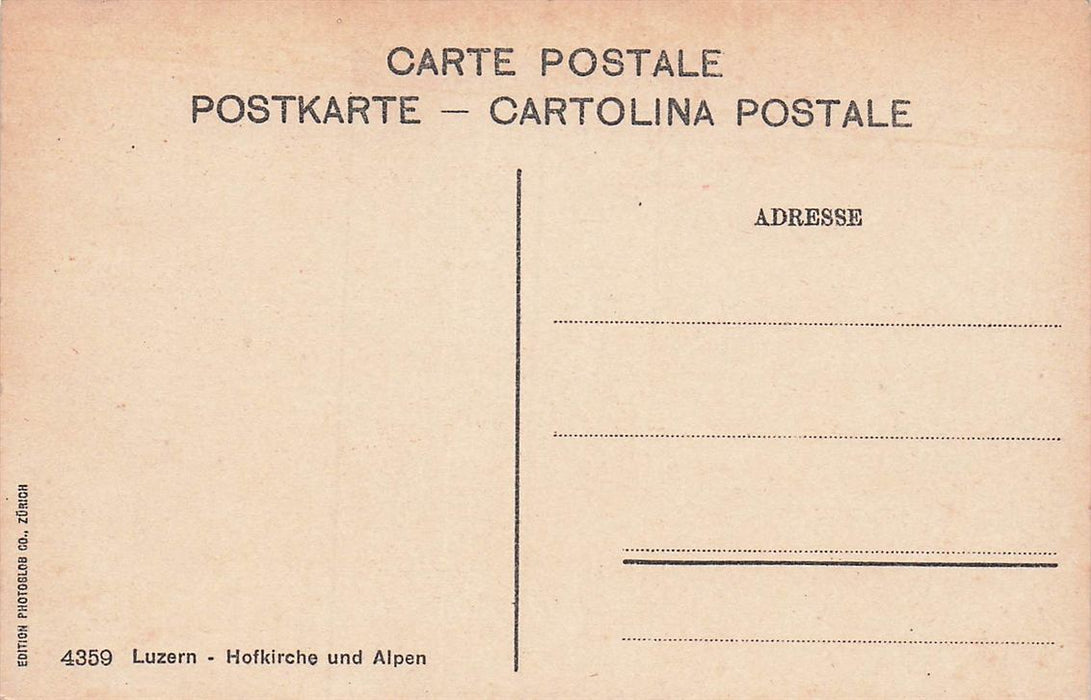 CARTE POSTALE
POSTKARTE — CARTOLINA POSTALE
ADRESSE
EDITION PHOTOGLOB CO., ZÜRICH
4359 Luzern - Hofkirche und Alpen